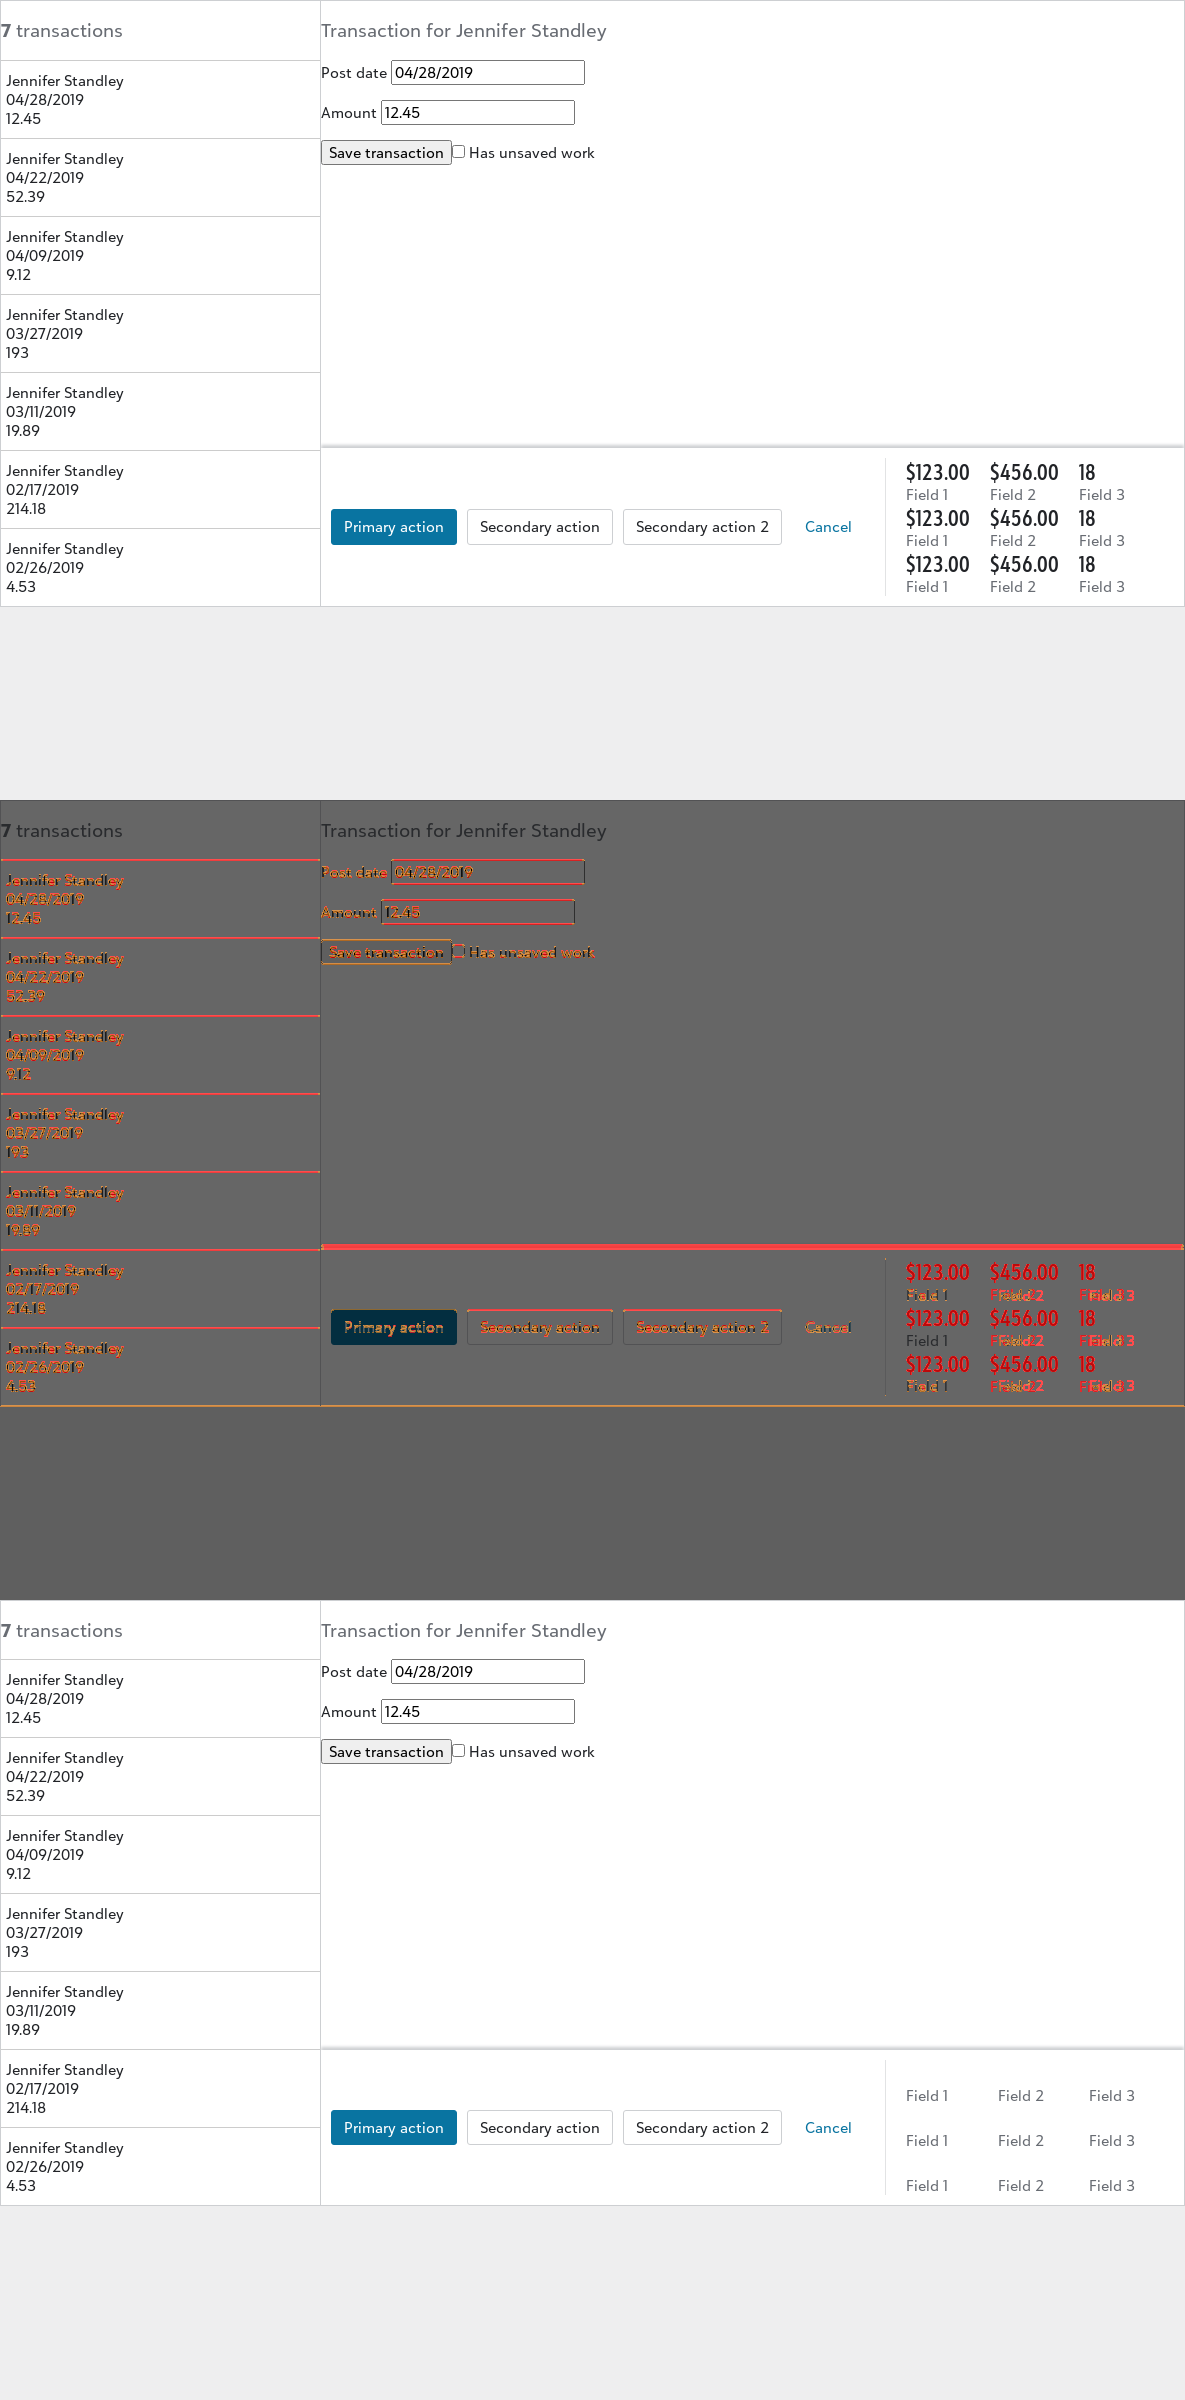 7 transactions
Jennifer Standley
04/28/2019
12.45
Jennifer Standley
04/22/2019
52.39
Jennifer Standley
04/09/2019
9.12
Jennifer Standley
03/27/2019
193
Jennifer Standley
03/11/2019
19.89
Jennifer Standley
02/17/2019
214.18
Jennifer Standley
02/26/2019
4.53
Transaction for Jennifer Standley
Post date 04/28/2019
Amount 12.45
Save transaction Has unsaved work
Primary action Secondary action Secondary action 2 Cancel
$123.00 $456.00 18
Field 1 Field 2 Field 3
$123.00 $456.00 18
Field 1 Field 2 Field 3
$123.00 $456.00 18
Field 1 Field 2 Field 3
7 transactions
Jennifer Standley
04/28/2019
12.45
Jennifer Standley
04/22/2019
52.39
Jennifer Standley
04/09/2019
9.12
Jennifer Standley
03/27/2019
193
Jennifer Standley
03/11/2019
19.89
Jennifer Standley
02/17/2019
214.18
Jennifer Standley
02/26/2019
4.53
Transaction for Jennifer Standley
Post date 04/28/2019
Amount 12.45
Save transaction Has unsaved work
Primary action Secondary action Secondary action 2 Cancel
$123.00 $456.00 18
Field 1 Field 2 Field 3
$123.00 $456.00 18
Field 1 Field 2 Field 3
$123.00 $456.00 18
Field 1 Field 2 Field 3
7 transactions
Jennifer Standley
04/28/2019
12.45
Jennifer Standley
04/22/2019
52.39
Jennifer Standley
04/09/2019
9.12
Jennifer Standley
03/27/2019
193
Jennifer Standley
03/11/2019
19.89
Jennifer Standley
02/17/2019
214.18
Jennifer Standley
02/26/2019
4.53
Transaction for Jennifer Standley
Post date 04/28/2019
Amount 12.45
Save transaction Has unsaved work
Primary action Secondary action Secondary action 2 Cancel
Field 1 Field 2 Field 3
Field 1 Field 2 Field 3
Field 1 Field 2 Field 3